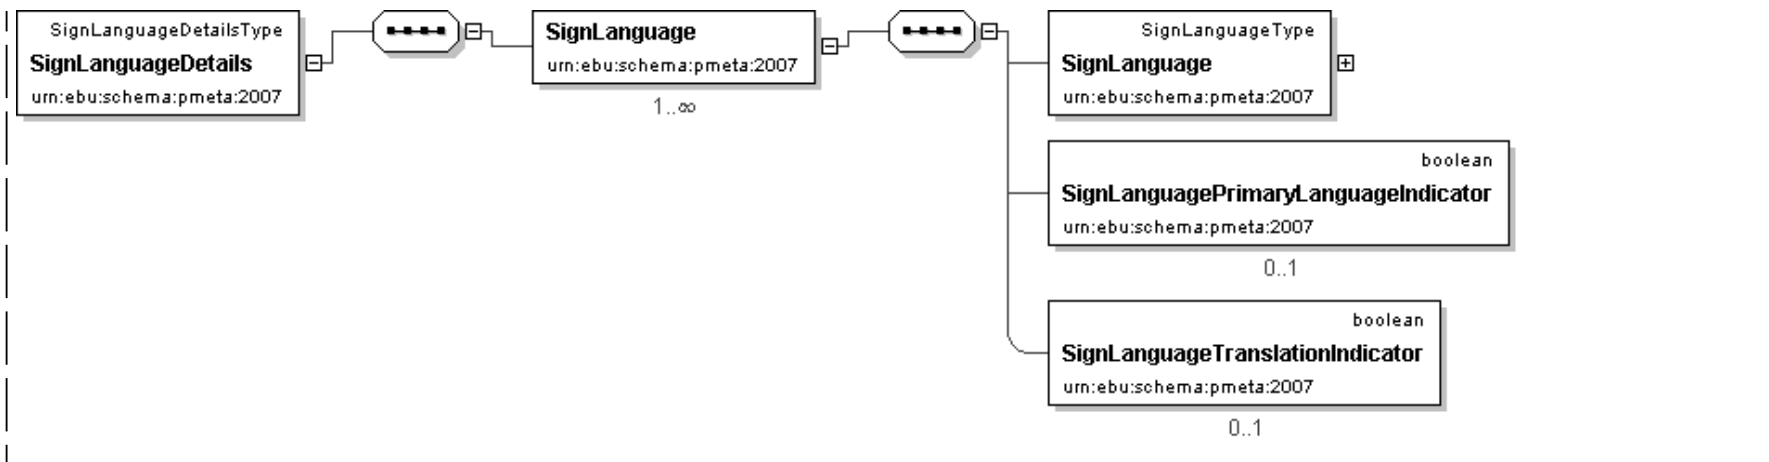 SignLanguageDetailsType
SignLanguageDetails
urn:ebu:schema:pmeta:2007
SignLanguage
urn:ebu:schema:pmeta:2007
1..∞
SignLanguageType
SignLanguage
urn:ebu:schema:pmeta:2007
boolean
SignLanguagePrimaryLanguageIndicator
urn:ebu:schema:pmeta:2007
0..1
boolean
SignLanguageTranslationIndicator
urn:ebu:schema:pmeta:2007
0..1